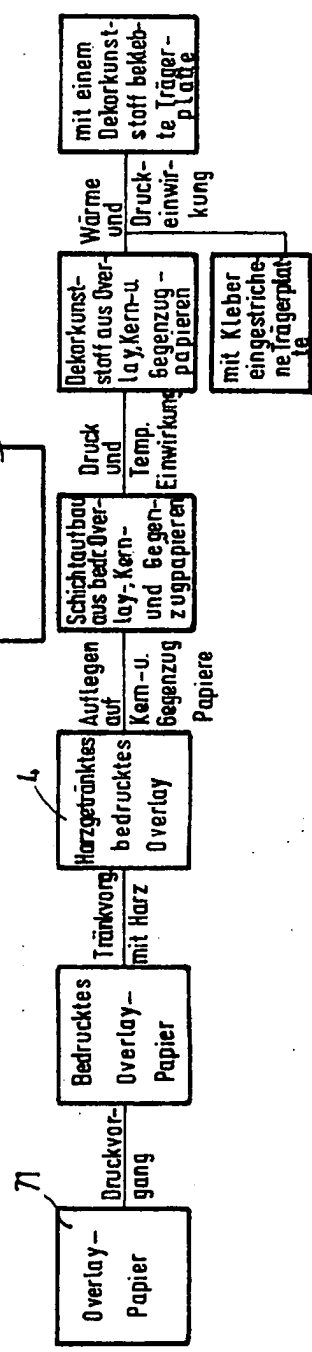 Overlay-
Papier
Druckvor-
gang
Bedrucktes
Overlay-
Papier
Tränkvorg.
mit Harz
4
Harzgetränktes
bedrucktes
Overlay
Auflegen
auf
Kern-u.
Gegenzug
Papiere
Schichtaufbau
aus bedr. Over-
lay-, Kern-
und Gegen-
zugpapieren
Druck
und
Temp.
Einwirkung
Dekorkunst-
stoff aus Over-
lay, Kern-u.
Gegenzug-
papieren
Wärme
und
Druck-
einwir-
kung
mit Kleber
eingestriche-
ne Trägerplat-
te
mit einem
Dekorkunst-
stoff bekleb-
te Träger-
platte